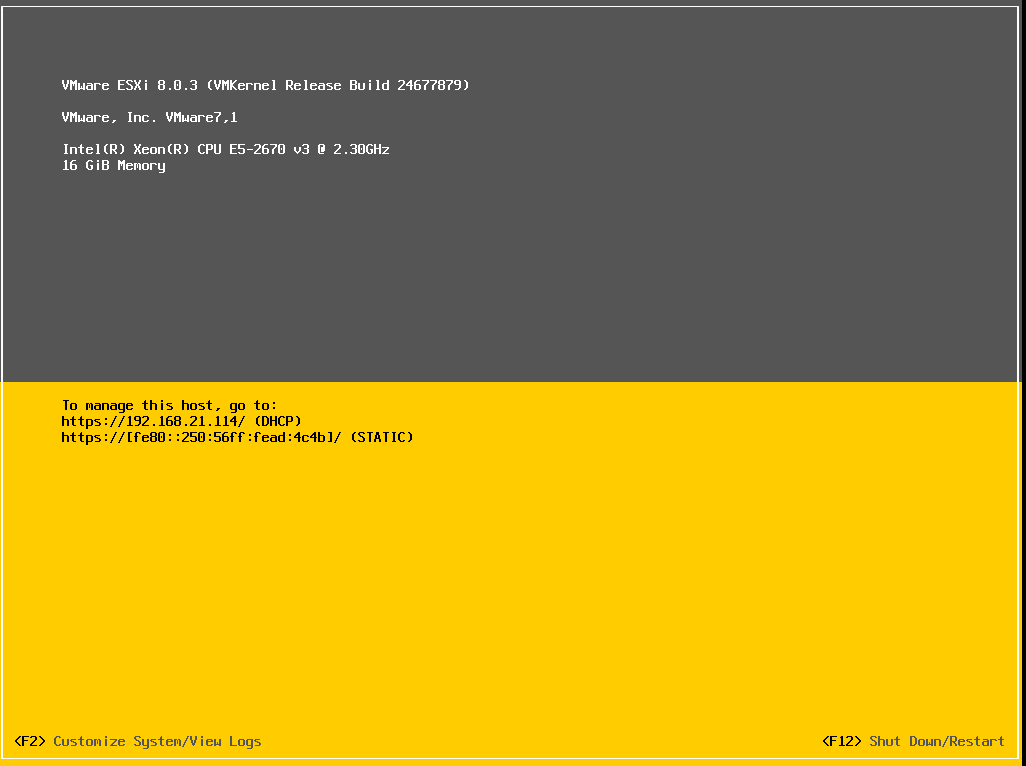 VMware ESXi 8.0.3 (VMKernel Release Build 24677879)
VMware, Inc. VMware7,1
Intel(R) Xeon(R) CPU E5-2670 v3 @ 2.30GHz
16 GiB Memory
To manage this host, go to:
https://192.168.21.114/ (DHCP)
https://[fe80::250:56ff:fead:4c4b]/ (STATIC)
<F2> Customize System/View Logs
<F12> Shut Down/Restart